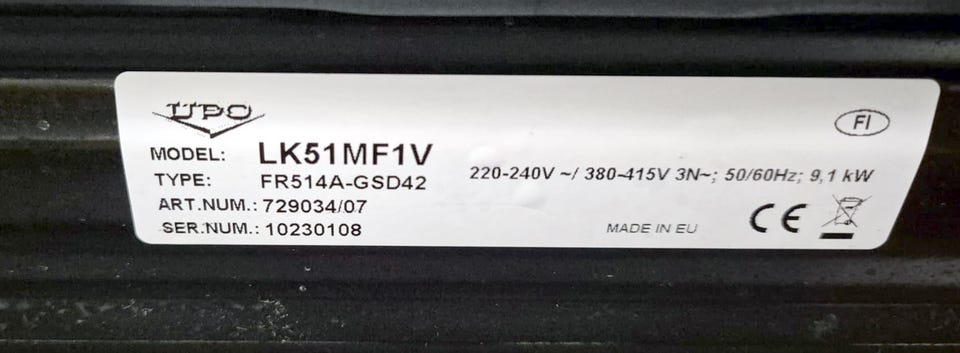 UPO
FI
MODEL: LK51MF1V
TYPE: FR514A-GSD42
220-240V ~/ 380-415V 3N~; 50/60Hz; 9,1 kW
ART.NUM.: 729034/07
SER.NUM.: 10230108
MADE IN EU
CE